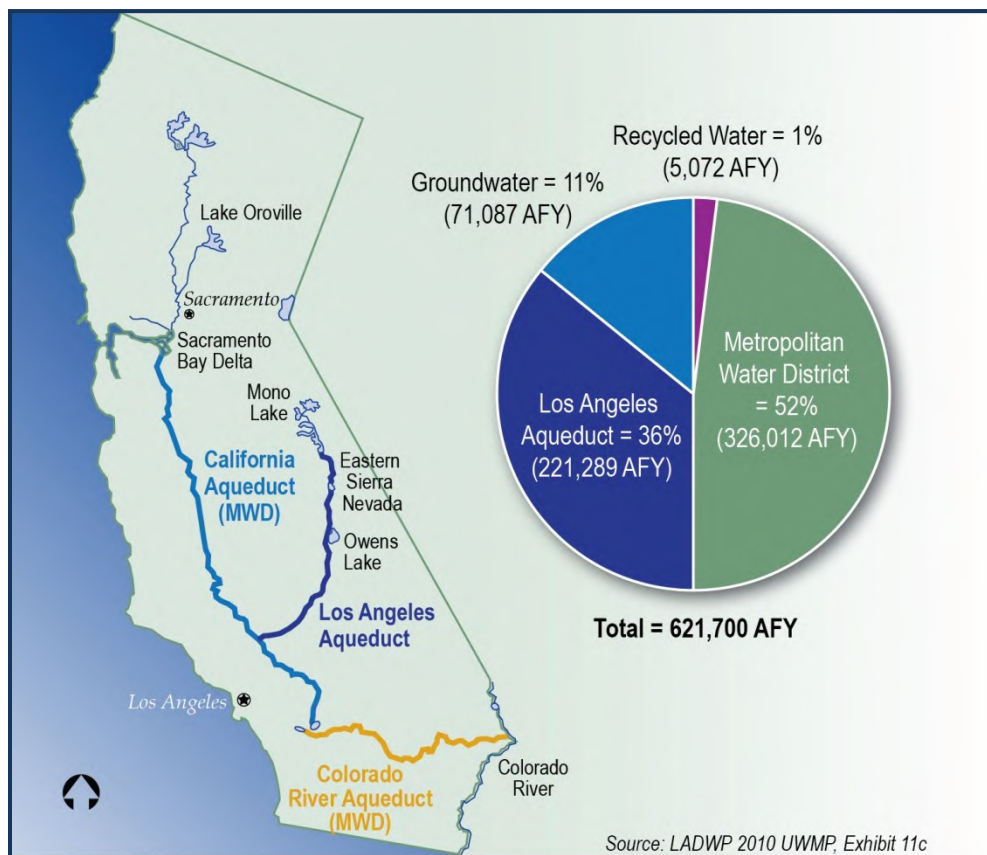 Lake Oroville
Sacramento
Sacramento
Bay Delta
Mono
Lake
California
Aqueduct
(MWD)
Eastern
Sierra
Nevada
Owens
Lake
Los Angeles
Aqueduct
Los Angeles
Colorado
River Aqueduct
(MWD)
Colorado
River
Recycled Water = 1%
(5,072 AFY)
Groundwater = 11%
(71,087 AFY)
Metropolitan
Water District
= 52%
(326,012 AFY)
Los Angeles
Aqueduct = 36%
(221,289 AFY)
Total = 621,700 AFY
Source: LADWP 2010 UWMP, Exhibit 11c